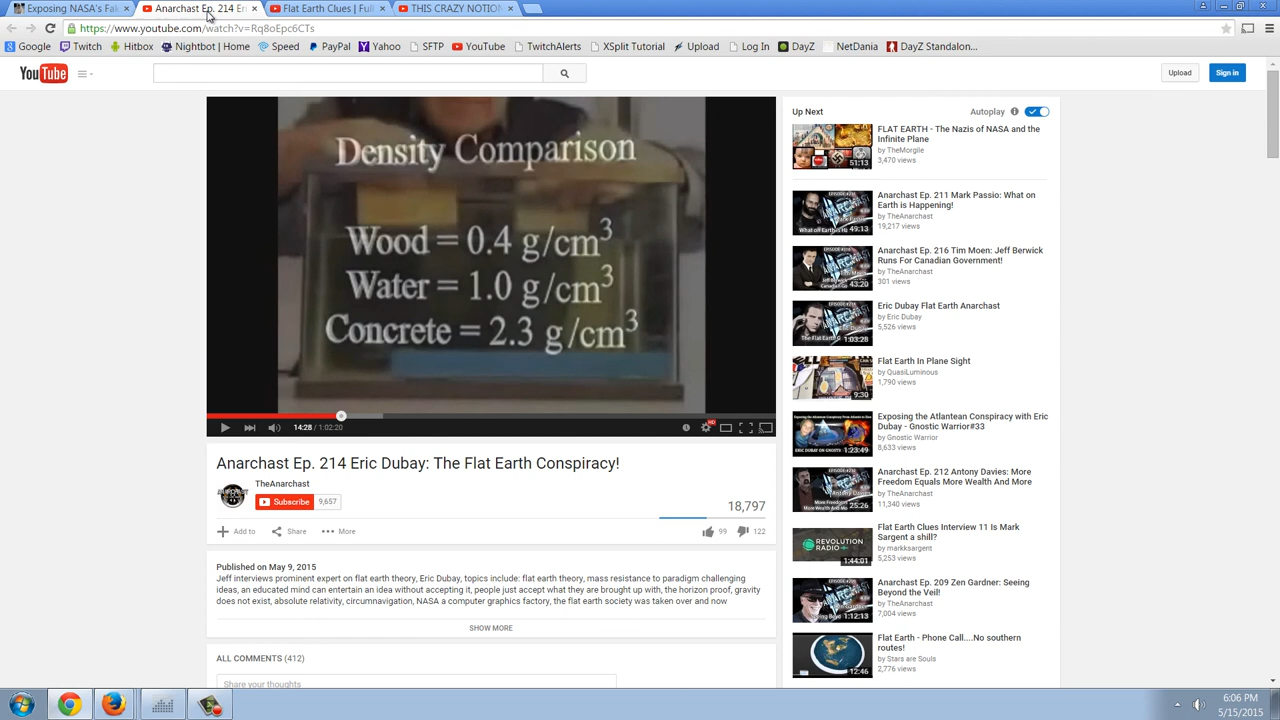 Exposing NASA's Fak
Anarchast Ep. 214 Eri
Flat Earth Clues | Full
THIS CRAZY NOTION
https://www.youtube.com/watch?v=Rq8oEpc6CTs
Google Twitch Hitbox Nightbot | Home Speed PayPal Yahoo SFTP YouTube TwitchAlerts XSplit Tutorial Upload Log In DayZ NetDania DayZ Standalon...
YouTube
Upload Sign in
Density Comparison
Wood = 0.4 g/cm³
Water = 1.0 g/cm³
Concrete = 2.3 g/cm³
14:28 / 1:02:20
HD
Anarchast Ep. 214 Eric Dubay: The Flat Earth Conspiracy!
TheAnarchast
Subscribe 9,657
18,797
Add to Share More 99 122
Published on May 9, 2015
Jeff interviews prominent expert on flat earth theory, Eric Dubay, topics include: flat earth theory, mass resistance to paradigm challenging
ideas, an educated mind can entertain an idea without accepting it, people just accept what they are brought up with, the horizon proof, gravity
does not exist, absolute relativity, circumnavigation, NASA a computer graphics factory, the flat earth society was taken over and now
SHOW MORE
ALL COMMENTS (412)
Share your thoughts
Up Next
Autoplay
FLAT EARTH - The Nazis of NASA and the
Infinite Plane
by TheMorgile
3,470 views
51:13
Anarchast Ep. 211 Mark Passio: What on
Earth is Happening!
by TheAnarchast
19,217 views
49:13
Anarchast Ep. 216 Tim Moen: Jeff Berwick
Runs For Canadian Government!
by TheAnarchast
301 views
43:20
Eric Dubay Flat Earth Anarchast
by Eric Dubay
5,526 views
1:03:28
Flat Earth In Plane Sight
by QuasiLuminous
1,790 views
9:30
Exposing the Atlantean Conspiracy with Eric
Dubay - Gnostic Warrior#33
by Gnostic Warrior
8,633 views
1:23:49
Anarchast Ep. 212 Antony Davies: More
Freedom Equals More Wealth And More
by TheAnarchast
11,340 views
25:26
Flat Earth Clues Interview 11 Is Mark
Sargent a shill?
by markksargent
5,253 views
REVOLUTION
RADIO
1:44:01
Anarchast Ep. 209 Zen Gardner: Seeing
Beyond the Veil!
by TheAnarchast
7,004 views
1:12:13
Flat Earth - Phone Call....No southern
routes!
by Stars are Souls
2,776 views
12:46
6:06 PM
5/15/2015